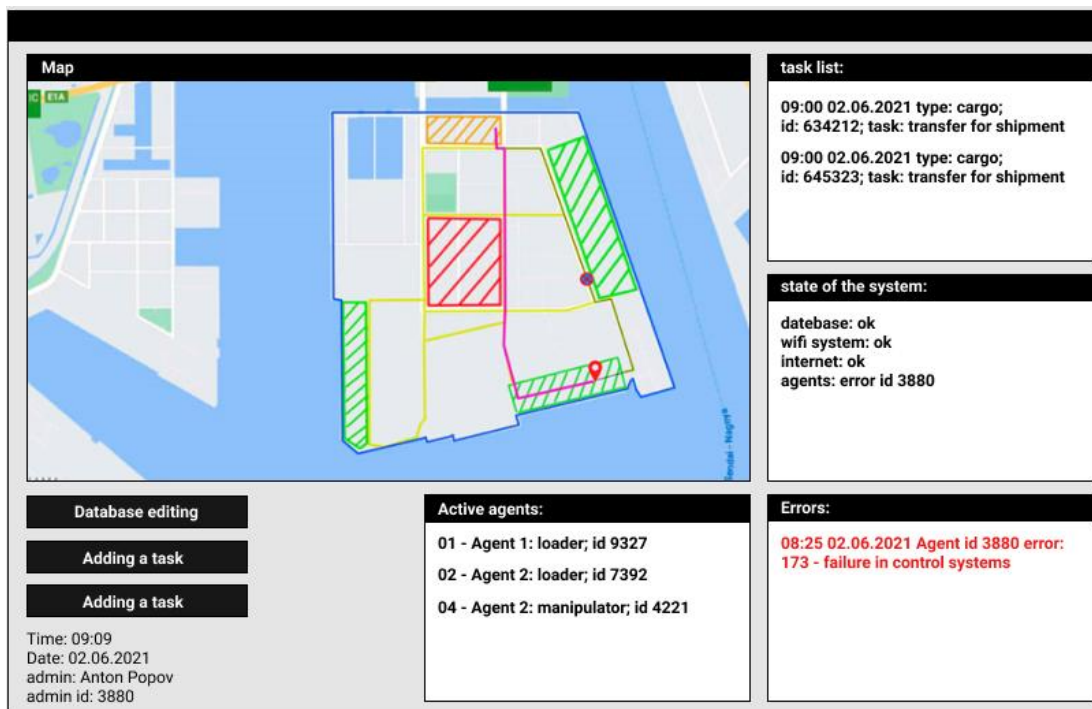 Map
IC E1A
Sendai - Nagoya
task list:
09:00 02.06.2021 type: cargo;
id: 634212; task: transfer for shipment
09:00 02.06.2021 type: cargo;
id: 645323; task: transfer for shipment
state of the system:
datebase: ok
wifi system: ok
internet: ok
agents: error id 3880
Database editing
Adding a task
Adding a task
Time: 09:09
Date: 02.06.2021
admin: Anton Popov
admin id: 3880
Active agents:
01 - Agent 1: loader; id 9327
02 - Agent 2: loader; id 7392
04 - Agent 2: manipulator; id 4221
Errors:
08:25 02.06.2021 Agent id 3880 error:
173 - failure in control systems